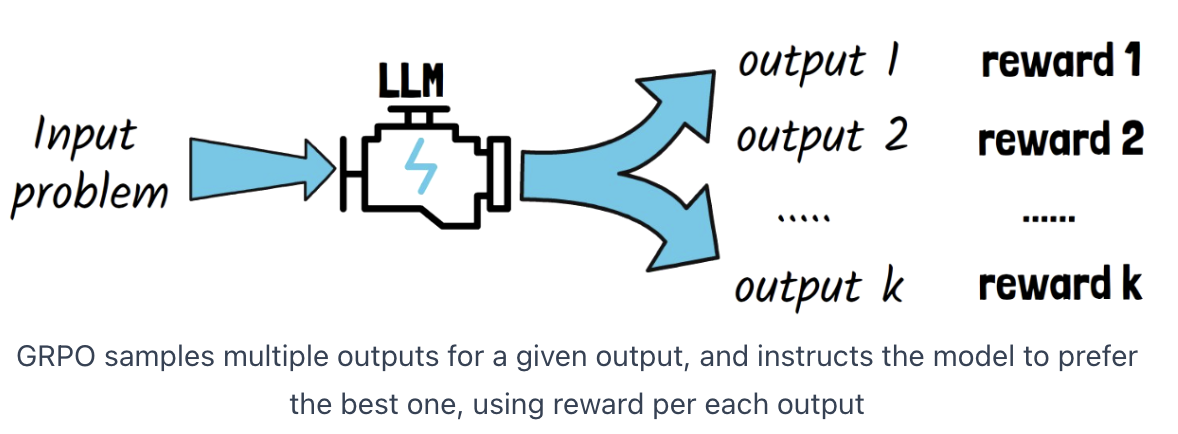 LLM
Input
problem
output 1 reward 1
output 2 reward 2
..... ......
output k reward k
GRPO samples multiple outputs for a given output, and instructs the model to prefer
the best one, using reward per each output